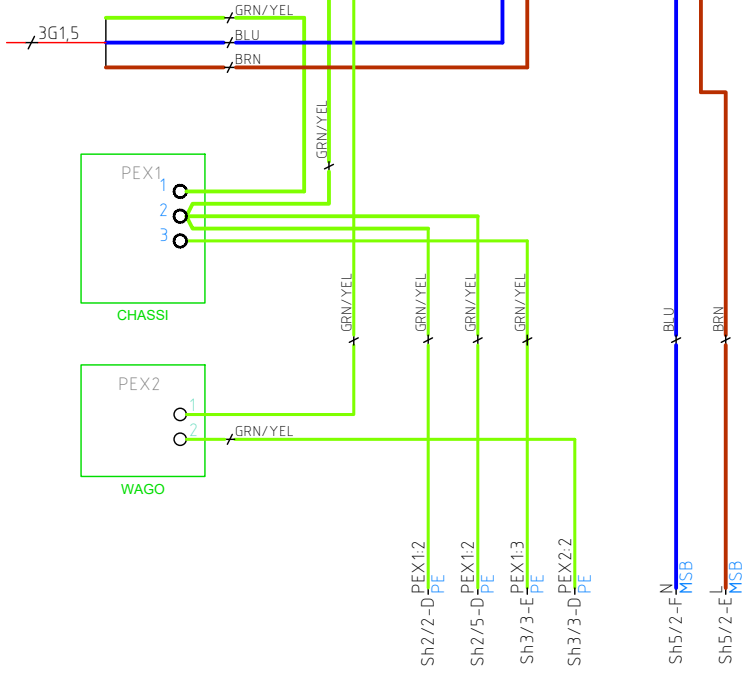 GRN/YEL
3G1,5
BLU
BRN
GRN/YEL
PEX1
1
2
3
CHASSI
GRN/YEL
GRN/YEL
GRN/YEL
GRN/YEL
BLU
BRN
PEX2
1
2
GRN/YEL
WAGO
PEX1:2
PE
Sh2/2-D
PEX1:2
PE
Sh2/5-D
PEX1:3
PE
Sh3/3-E
PEX2:2
PE
Sh3/3-D
N
MSB
Sh5/2-F
L
MSB
Sh5/2-E